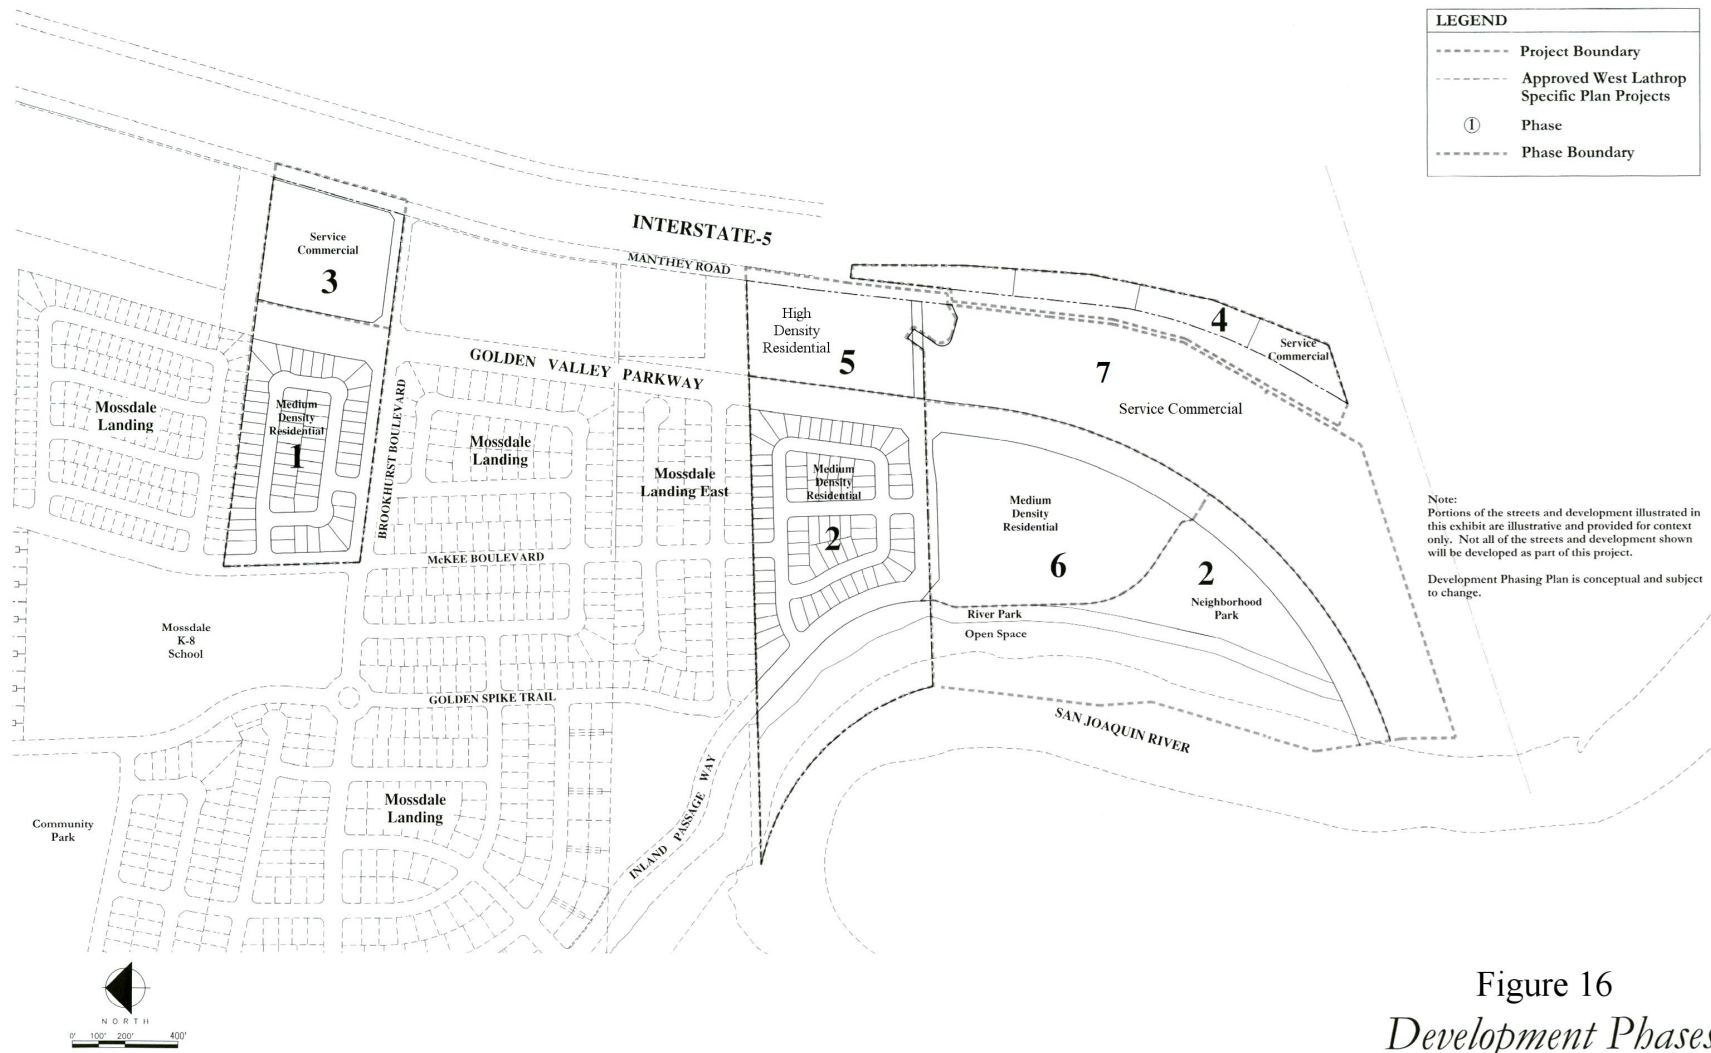 LEGEND
Project Boundary
Approved West Lathrop
Specific Plan Projects
1
Phase
Phase Boundary
INTERSTATE-5
MANTHEY ROAD
Service
Commercial
3
High
Density
Residential
5
4
Service
Commercial
7
Service Commercial
GOLDEN VALLEY PARKWAY
BROOKHURST BOULEVARD
Mossdale
Landing
Medium
Density
Residential
1
Mossdale
Landing
Mossdale
Landing East
Medium
Density
Residential
2
Medium
Density
Residential
6
2
Neighborhood
Park
River Park
Open Space
McKEE BOULEVARD
Mossdale
K-8
School
GOLDEN SPIKE TRAIL
SAN JOAQUIN RIVER
INLAND PASSAGE WAY
Mossdale
Landing
Community
Park
Note:
Portions of the streets and development illustrated in
this exhibit are illustrative and provided for context
only. Not all of the streets and development shown
will be developed as part of this project.
Development Phasing Plan is conceptual and subject
to change.
NORTH
0' 100' 200' 400'
Figure 16
Development Phases